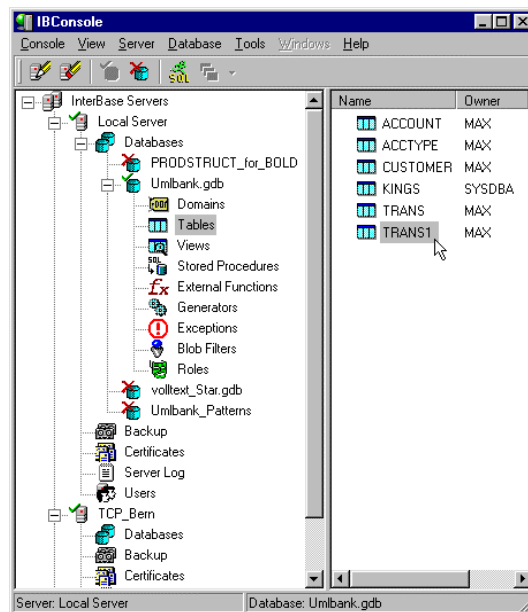 IBConsole
Console View Server Database Tools Windows Help
SQL
InterBase Servers
Local Server
Databases
PRODSTRUCT_for_BOLD
Umlbank.gdb
Domains
Tables
Views
SQL
Stored Procedures
fx External Functions
Generators
Exceptions
Blob Filters
Roles
volltext_Star.gdb
Umlbank_Patterns
Backup
Certificates
Server Log
Users
TCP_Bern
Databases
Backup
Certificates
Name Owner
ACCOUNT MAX
ACCTYPE MAX
CUSTOMER MAX
KINGS SYSDBA
TRANS MAX
TRANS1 MAX
Server: Local Server Database: Umlbank.gdb